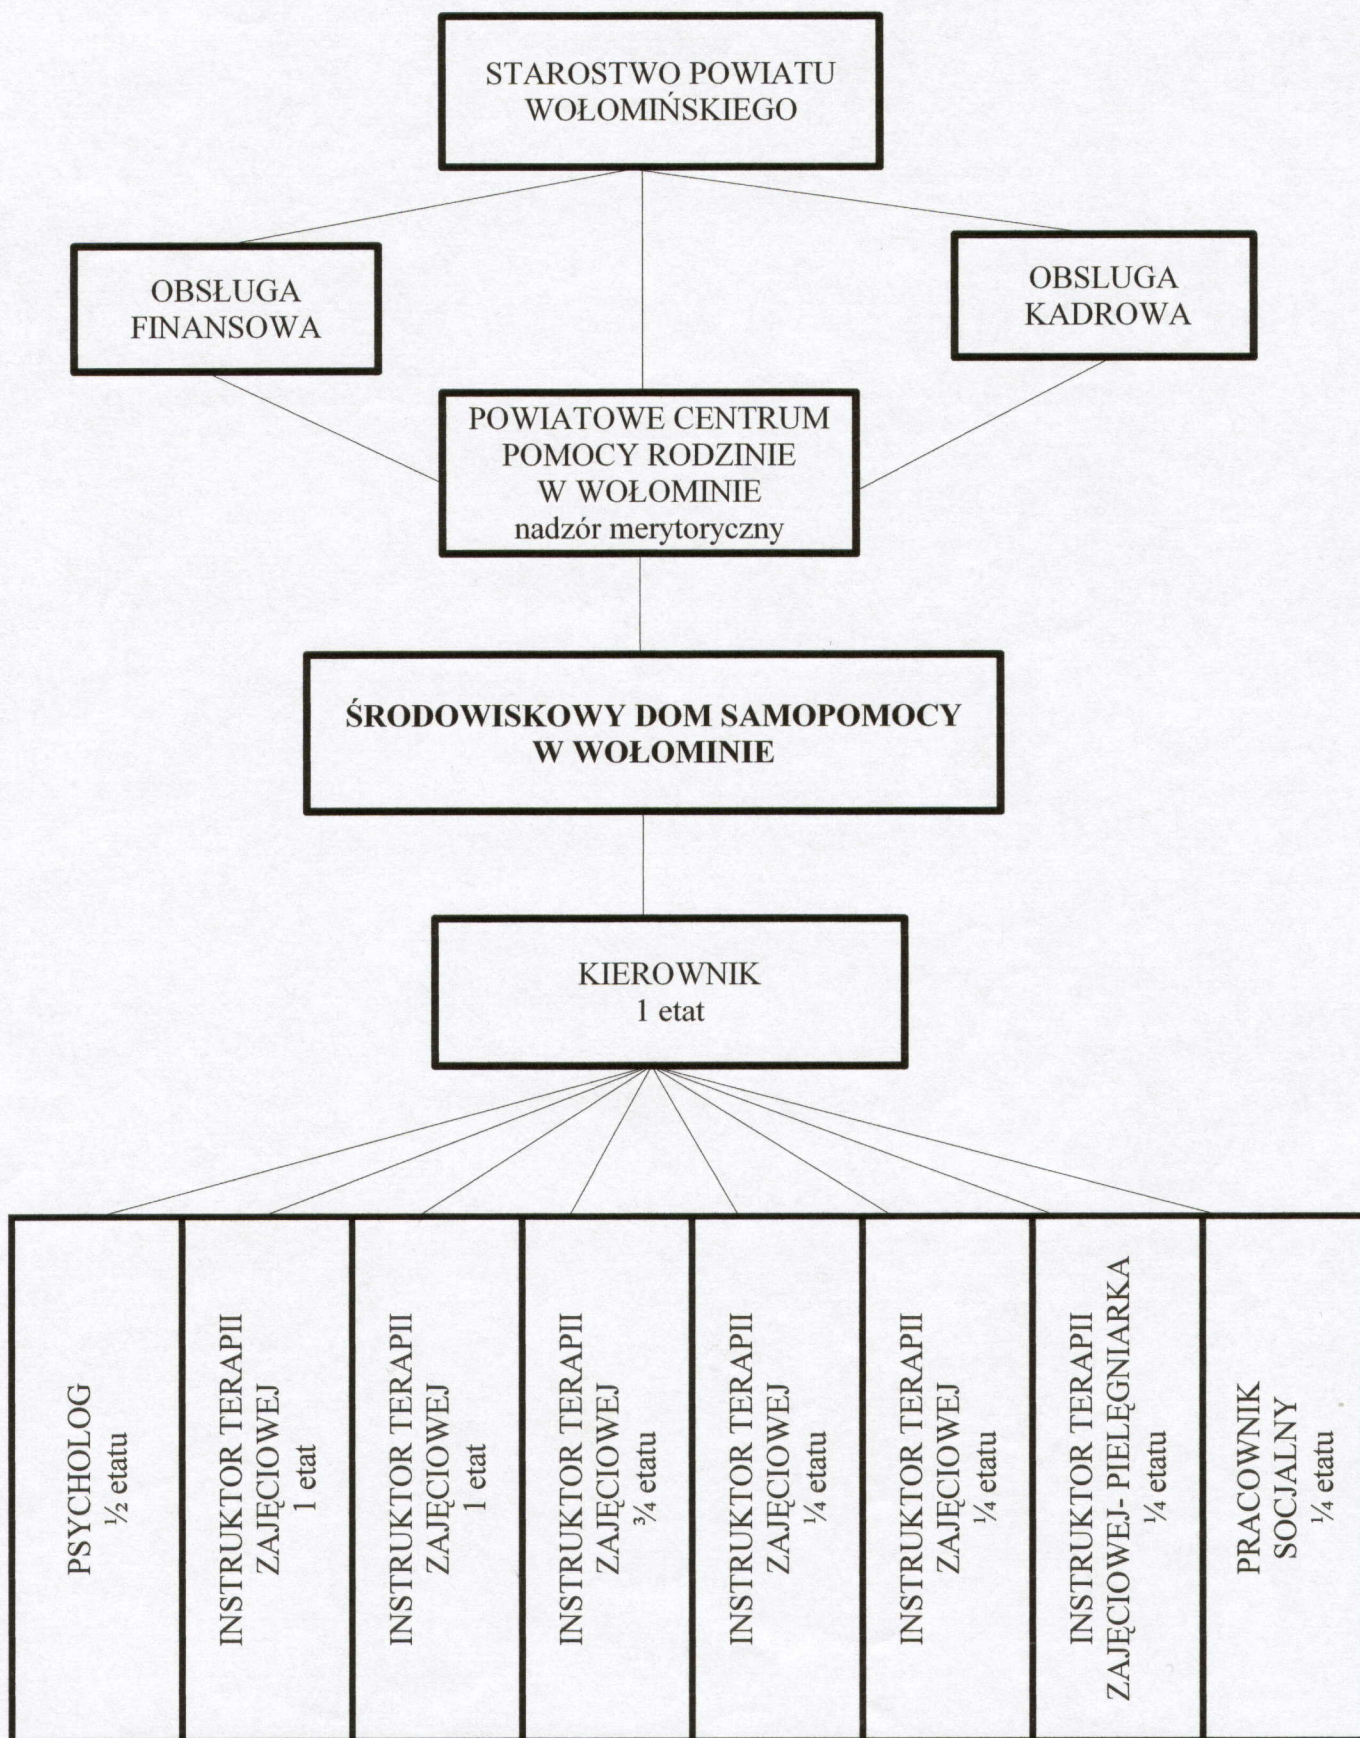 STAROSTWO POWIATU
WOŁOMIŃSKIEGO
OBSŁUGA
FINANSOWA
OBSLUGA
KADROWA
POWIATOWE CENTRUM
POMOCY RODZINIE
W WOŁOMINIE
nadzór merytoryczny
ŚRODOWISKOWY DOM SAMOPOMOCY
W WOŁOMINIE
KIEROWNIK
1 etat
PSYCHOLOG
½ etatu
INSTRUKTOR TERAPII
ZAJĘCIOWEJ
1 etat
INSTRUKTOR TERAPII
ZAJĘCIOWEJ
1 etat
INSTRUKTOR TERAPII
ZAJĘCIOWEJ
¾ etatu
INSTRUKTOR TERAPII
ZAJĘCIOWEJ
¼ etatu
INSTRUKTOR TERAPII
ZAJĘCIOWEJ
¼ etatu
INSTRUKTOR TERAPII
ZAJĘCIOWEJ- PIELĘGNIARKA
¼ etatu
PRACOWNIK
SOCJALNY
¼ etatu